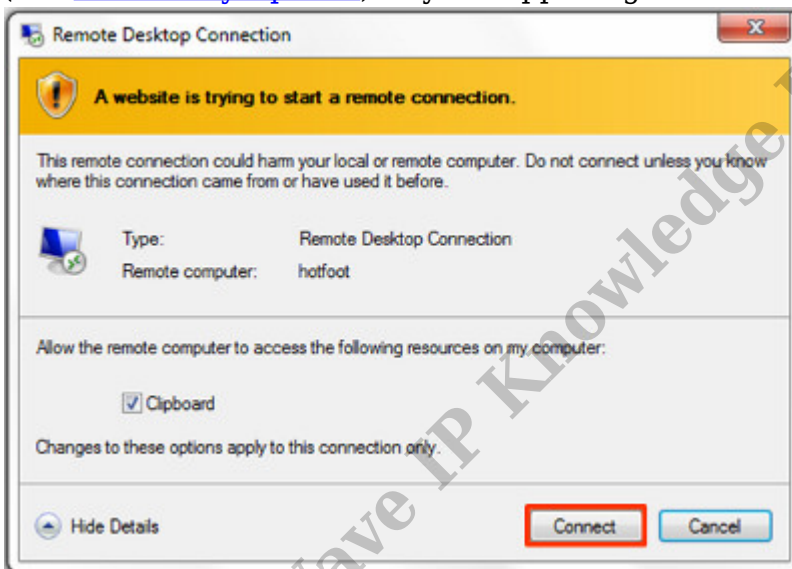 Remote Desktop Connection
A website is trying to start a remote connection.
This remote connection could harm your local or remote computer. Do not connect unless you know
where this connection came from or have used it before.
Type: Remote Desktop Connection
Remote computer: hotfoot
Allow the remote computer to access the following resources on my computer:
Clipboard
Changes to these options apply to this connection only.
Hide Details Connect Cancel
Wave IP Knowledge